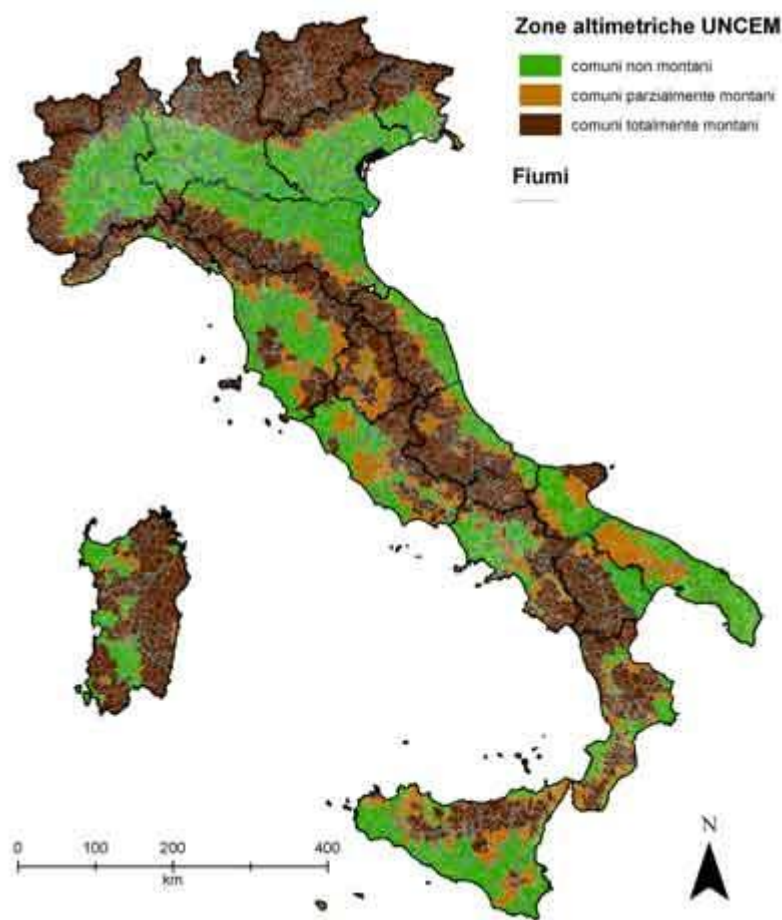 Zone altimetriche UNCEM
comuni non montani
comuni parzialmente montani
comuni totalmente montani
Fiumi
N
0 100 200 400
km